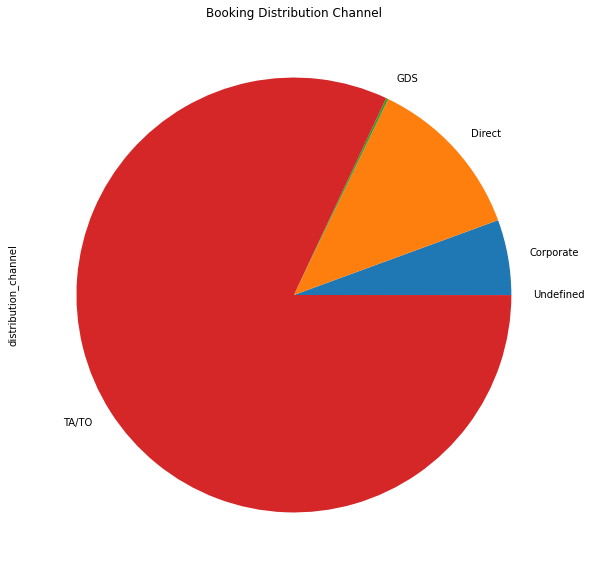 Booking Distribution Channel
GDS
Direct
Corporate
distribution_channel
Undefined
TA/TO